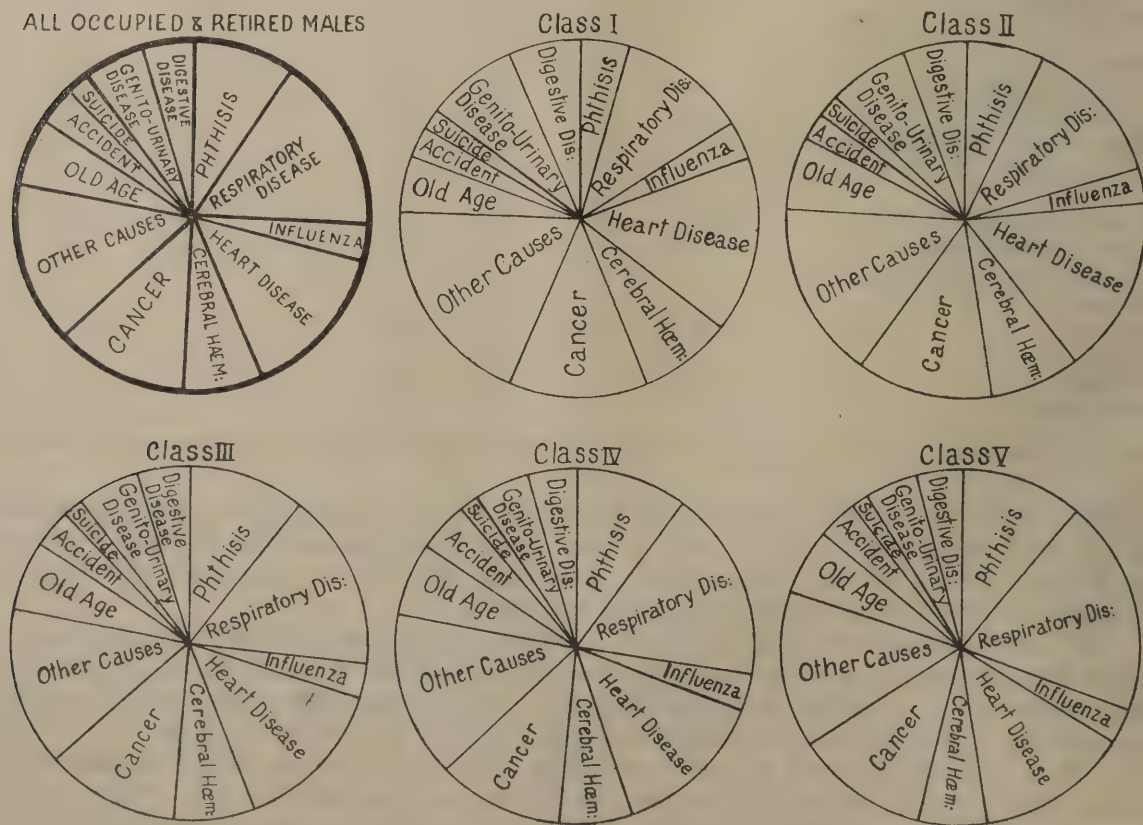 ALL OCCUPIED & RETIRED MALES
PHTHISIS
RESPIRATORY
DISEASE
INFLUENZA
HEART DISEASE
CEREBRAL HAEM:
CANCER
OTHER CAUSES
OLD AGE
ACCIDENT
SUICIDE
GENITO-URINARY
DISEASE
DIGESTIVE
DISEASE
Class I
Phthisis
Respiratory Dis:
Influenza
Heart Disease
Cerebral Hæm:
Cancer
Other Causes
Old Age
Accident
Suicide
Genito-Urinary
Disease
Digestive Dis:
Class II
Phthisis
Respiratory Dis:
Influenza
Heart Disease
Cerebral Hæm:
Cancer
Other Causes
Old Age
Accident
Suicide
Genito-Urinary
Disease
Digestive Dis:
Class III
Phthisis
Respiratory Dis:
Influenza
Heart Disease
Cerebral Hæm:
Cancer
Other Causes
Old Age
Accident
Suicide
Genito-Urinary
Disease
Digestive
Disease
Class IV
Phthisis
Respiratory Dis:
Influenza
Heart Disease
Cerebral Hæm:
Cancer
Other Causes
Old Age
Accident
Suicide
Genito-Urinary
Disease
Digestive Dis:
Class V
Phthisis
Respiratory Dis:
Influenza
Heart Disease
Cerebral Hæm:
Cancer
Other Causes
Old Age
Accident
Suicide
Genito-Urinary
Disease
Digestive Dis: